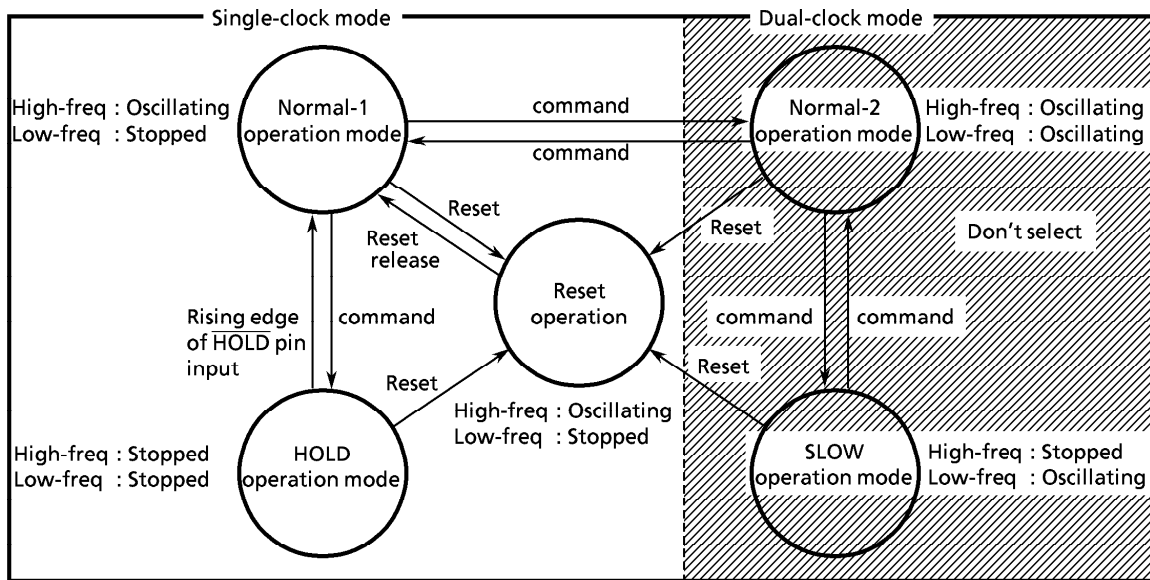 Single-clock mode
Dual-clock mode
Normal-1
operation mode
High-freq : Oscillating
Low-freq : Stopped
command
command
Normal-2
operation mode
High-freq : Oscillating
Low-freq : Oscillating
Reset
Reset
release
Reset
Don't select
Reset
operation
Rising edge
of H̅O̅L̅D̅ pin
input
command
command
command
Reset
Reset
High-freq : Oscillating
Low-freq : Stopped
HOLD
operation mode
High-freq : Stopped
Low-freq : Stopped
SLOW
operation mode
High-freq : Stopped
Low-freq : Oscillating